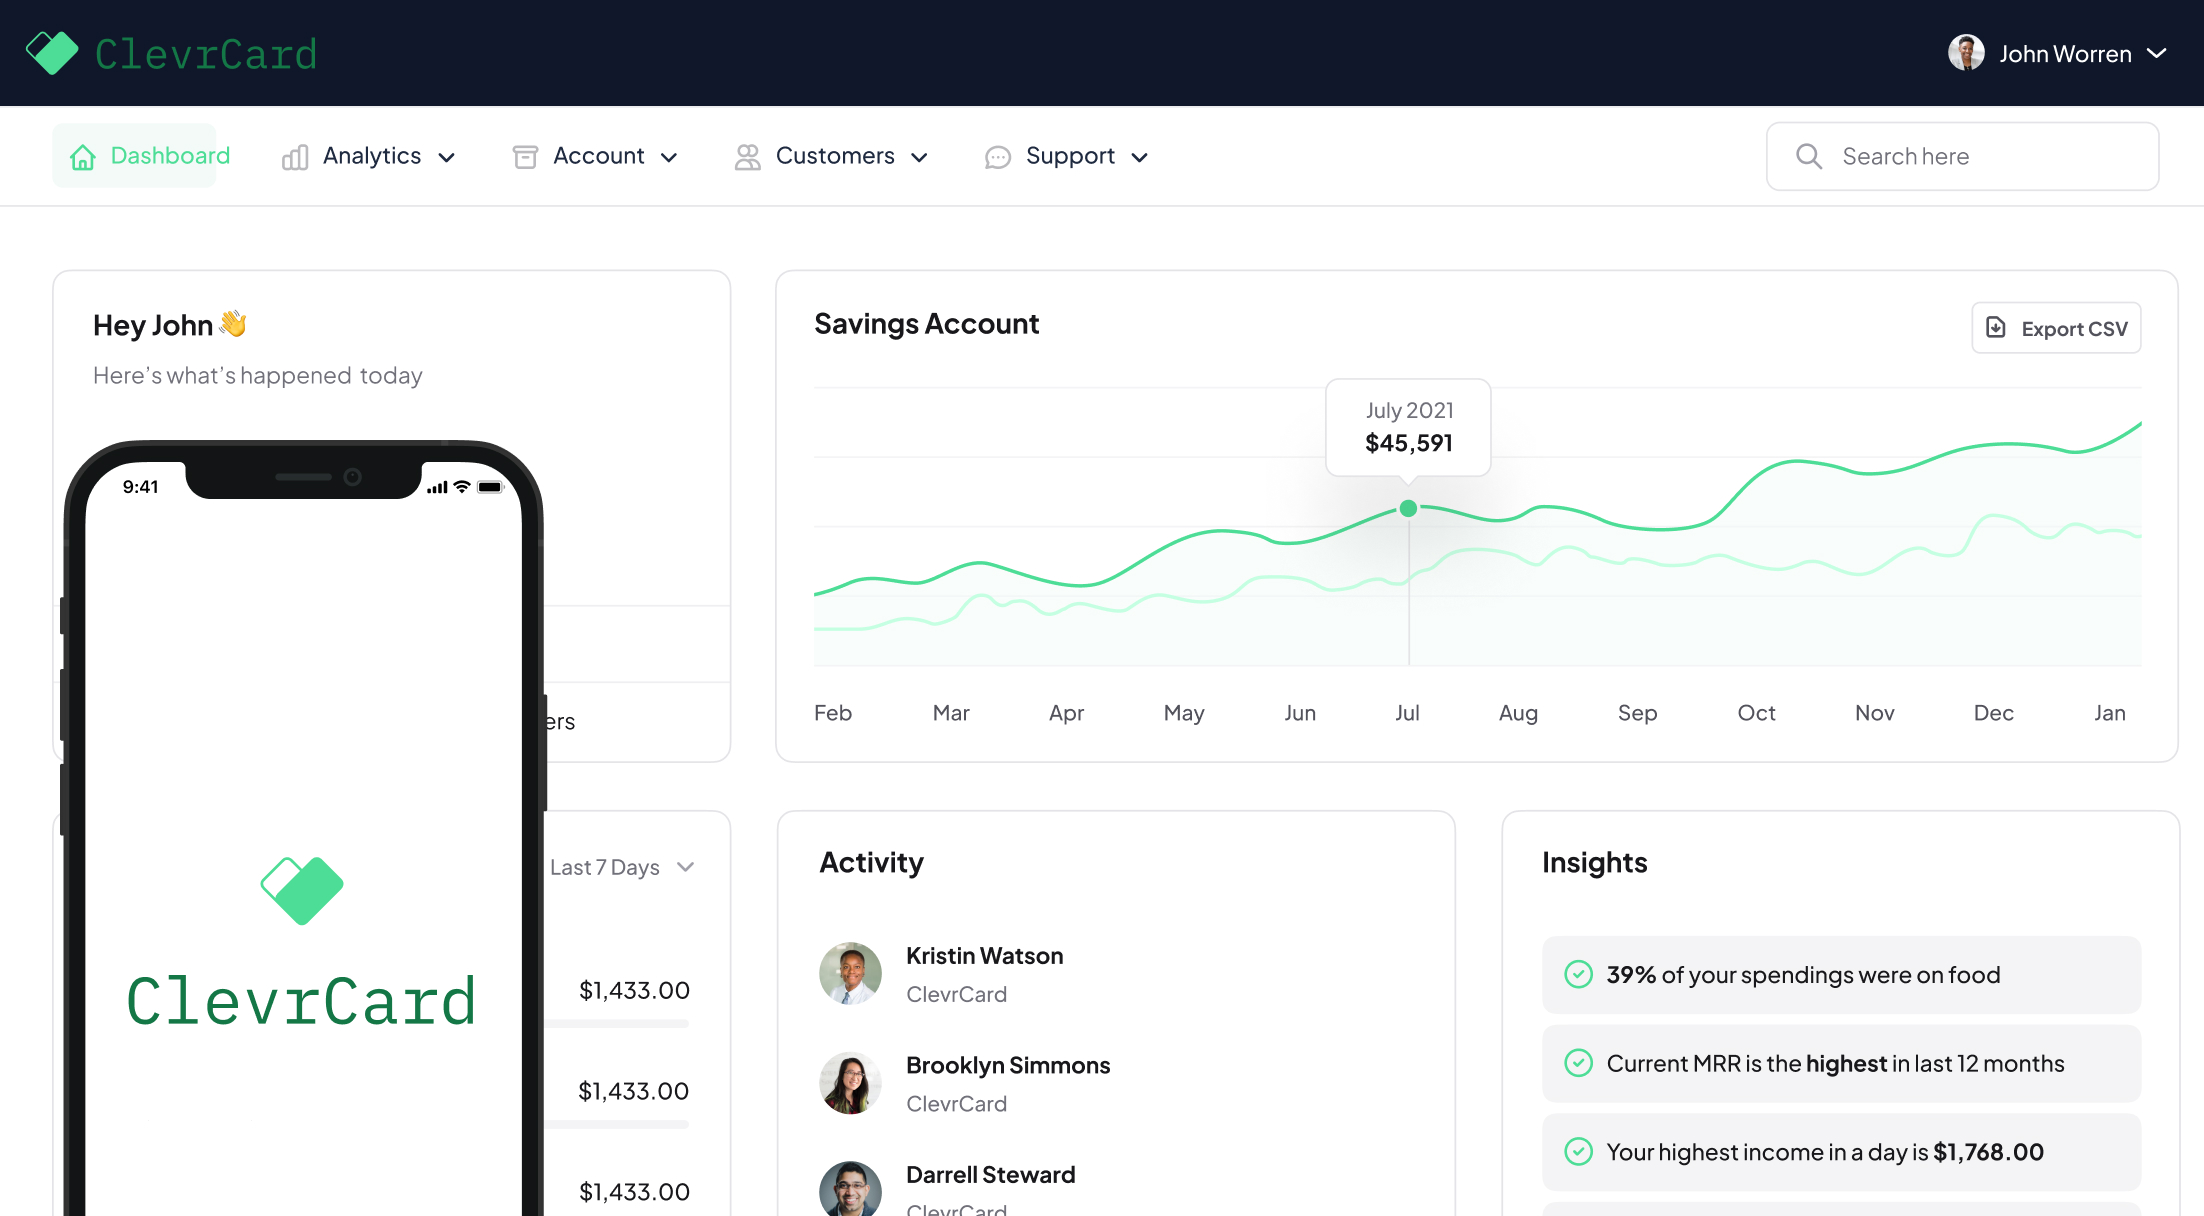 ClevrCard
John Worren
Dashboard
Analytics
Account
Customers
Support
Search here
Hey John 👋
Here’s what’s happened today
Savings Account
Export CSV
July 2021
$45,591
Feb Mar Apr May Jun Jul Aug Sep Oct Nov Dec Jan
9:41
ers
Last 7 Days
ClevrCard
$1,433.00
$1,433.00
$1,433.00
Activity
Kristin Watson
ClevrCard
Brooklyn Simmons
ClevrCard
Darrell Steward
ClevrCard
Insights
39% of your spendings were on food
Current MRR is the highest in last 12 months
Your highest income in a day is $1,768.00